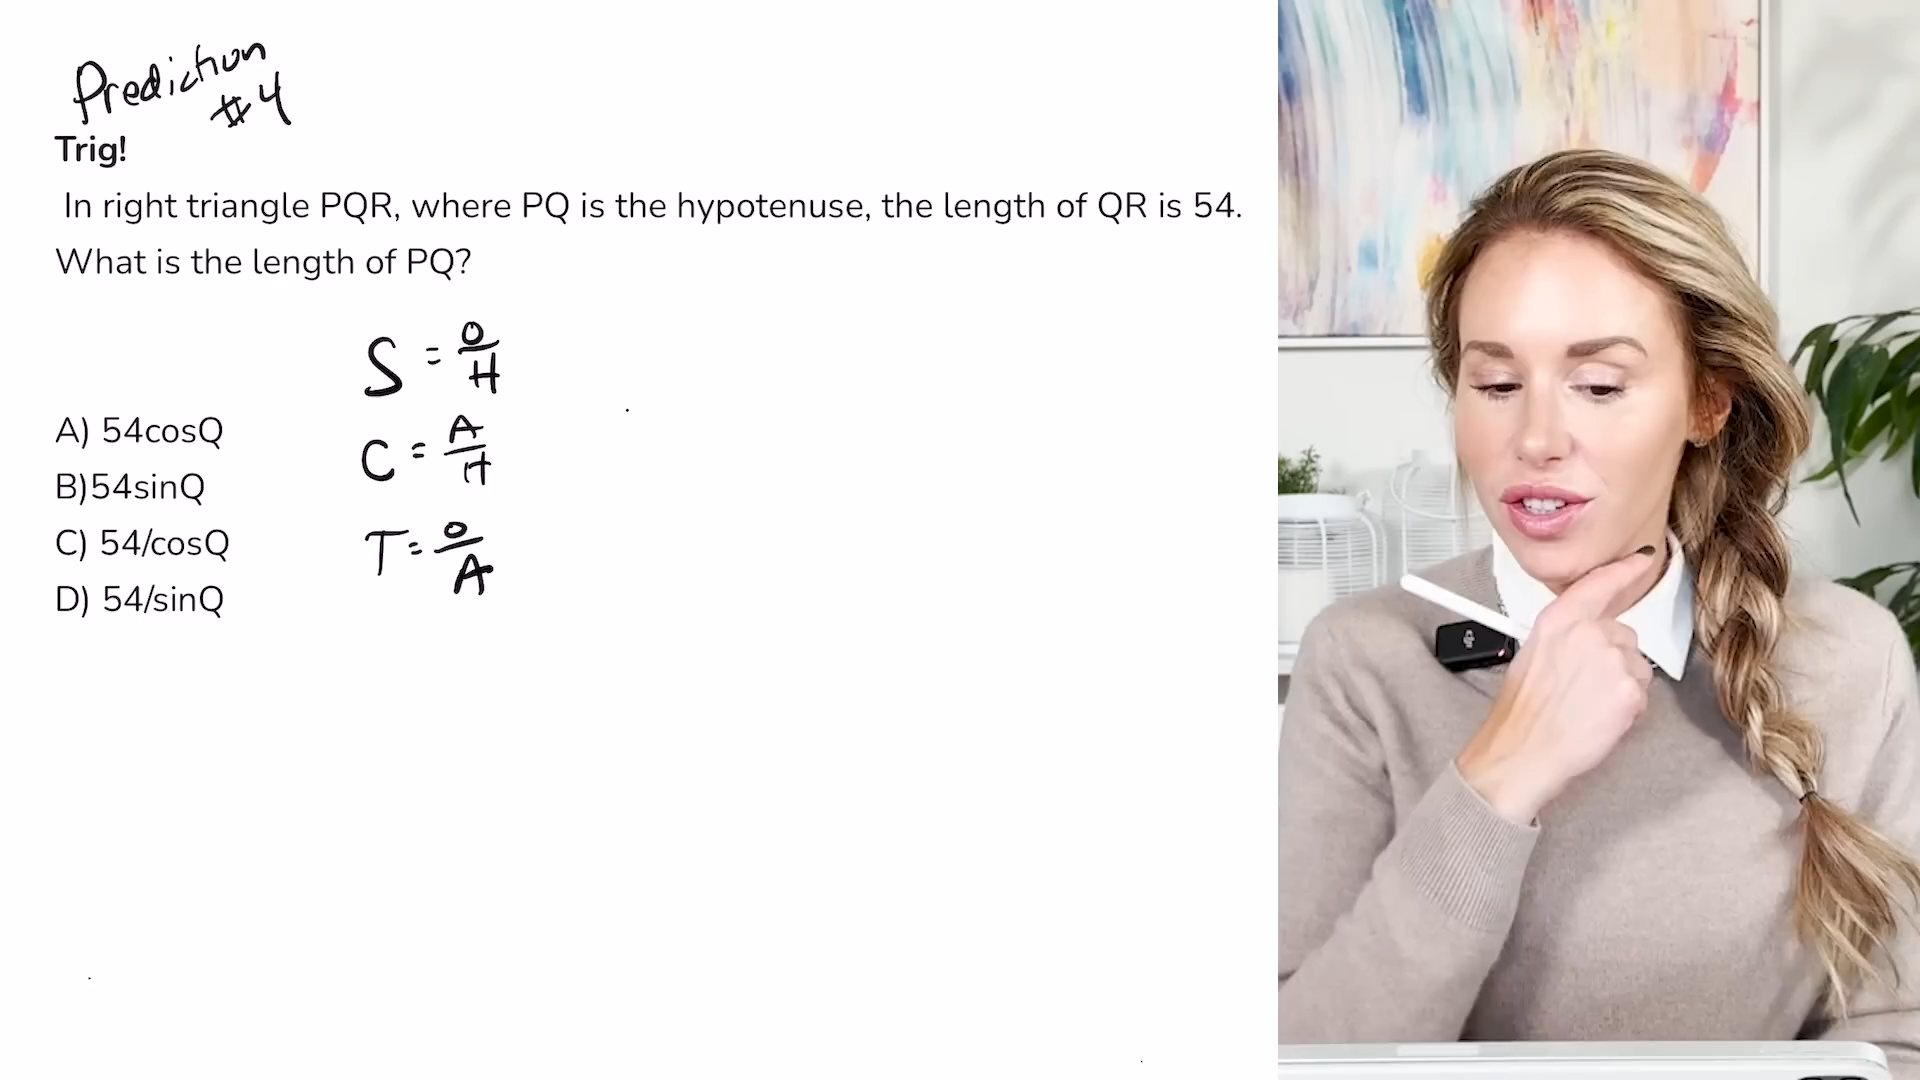 Prediction
#4
Trig!
In right triangle PQR, where PQ is the hypotenuse, the length of QR is 54.
What is the length of PQ?
S = O/H
C = A/H
T = O/A
A) 54cosQ
B)54sinQ
C) 54/cosQ
D) 54/sinQ